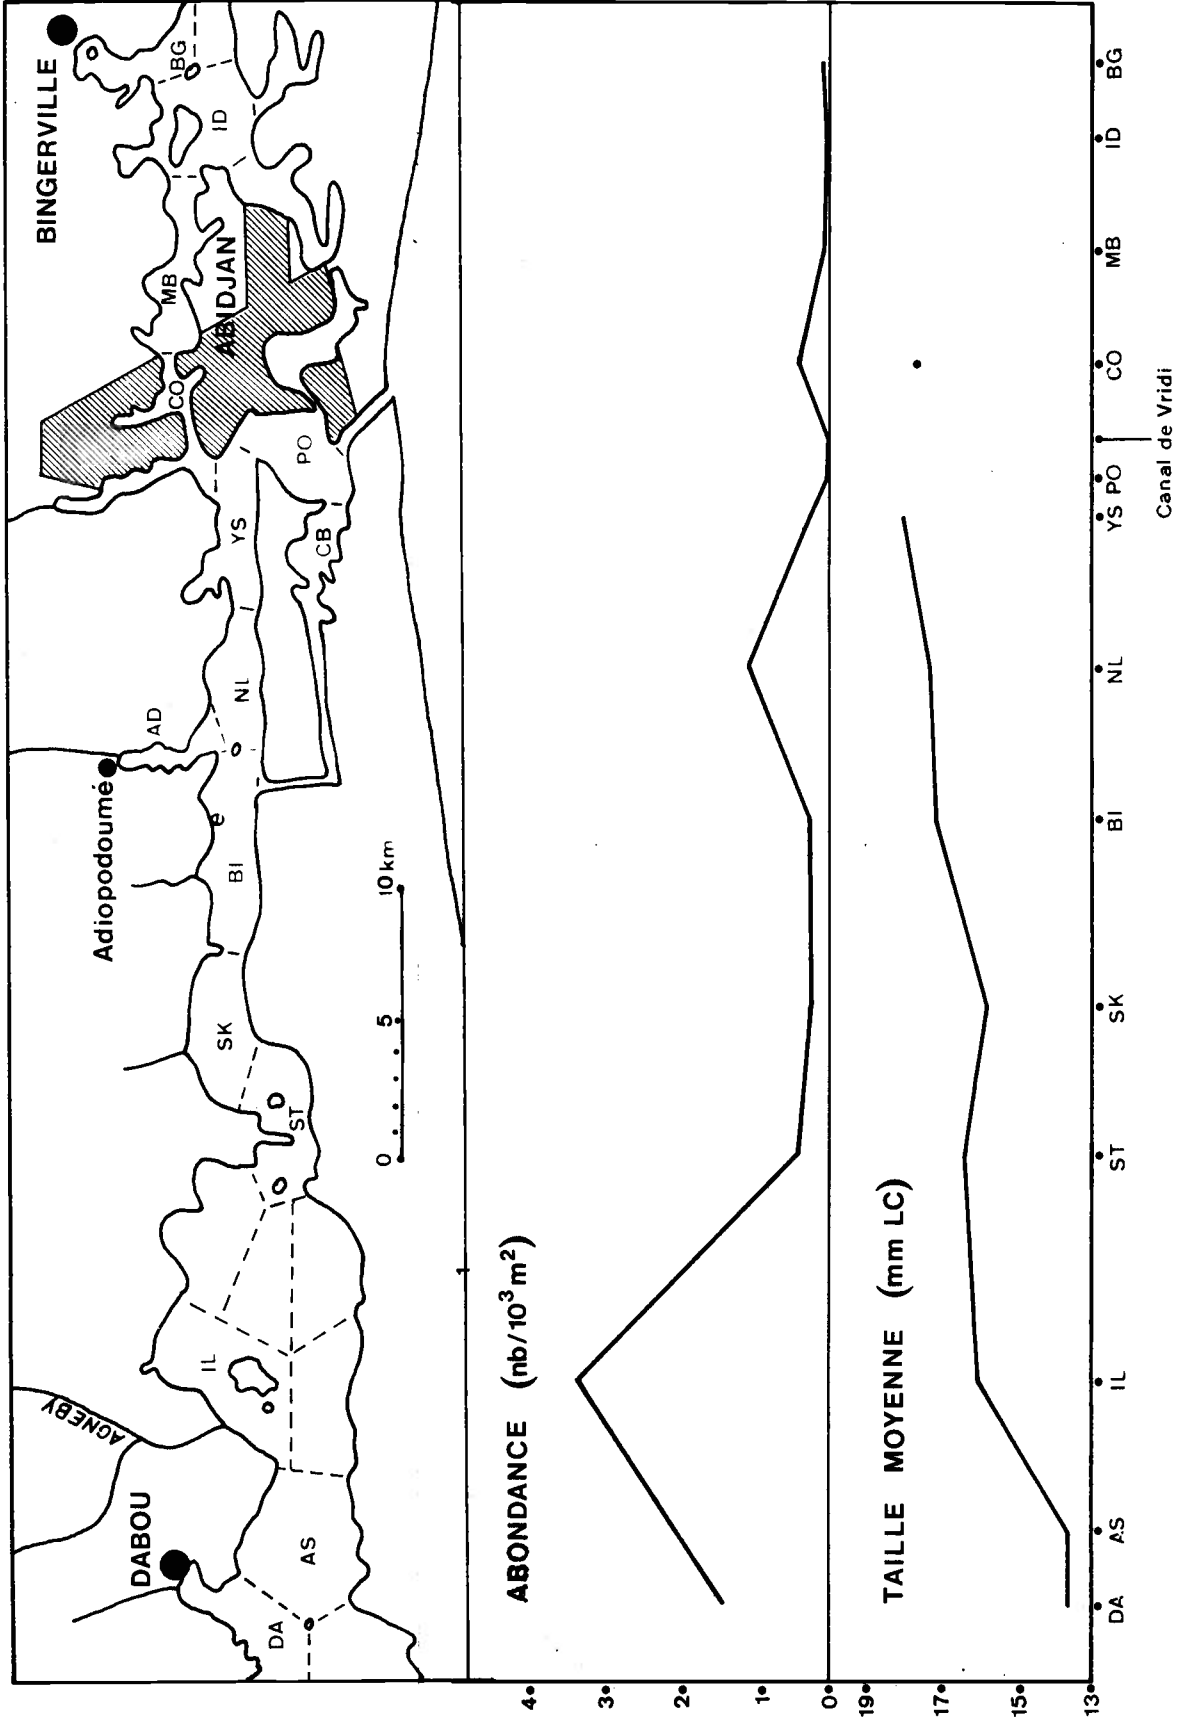 BINGERVILLE
BG
ID
MB
ABIDJAN
CO
PO
YS
CB
NL
AD
Adiopodoumé
e
BI
SK
ST
0 5 10 km
IL
AGNEBY
DABOU
AS
DA
1
ABONDANCE (nb/10³ m²)
4
3
2
1
0
TAILLE MOYENNE (mm LC)
19
17
15
13
DA AS IL ST SK BI NL YS PO CO MB ID BG
Canal de Vridi